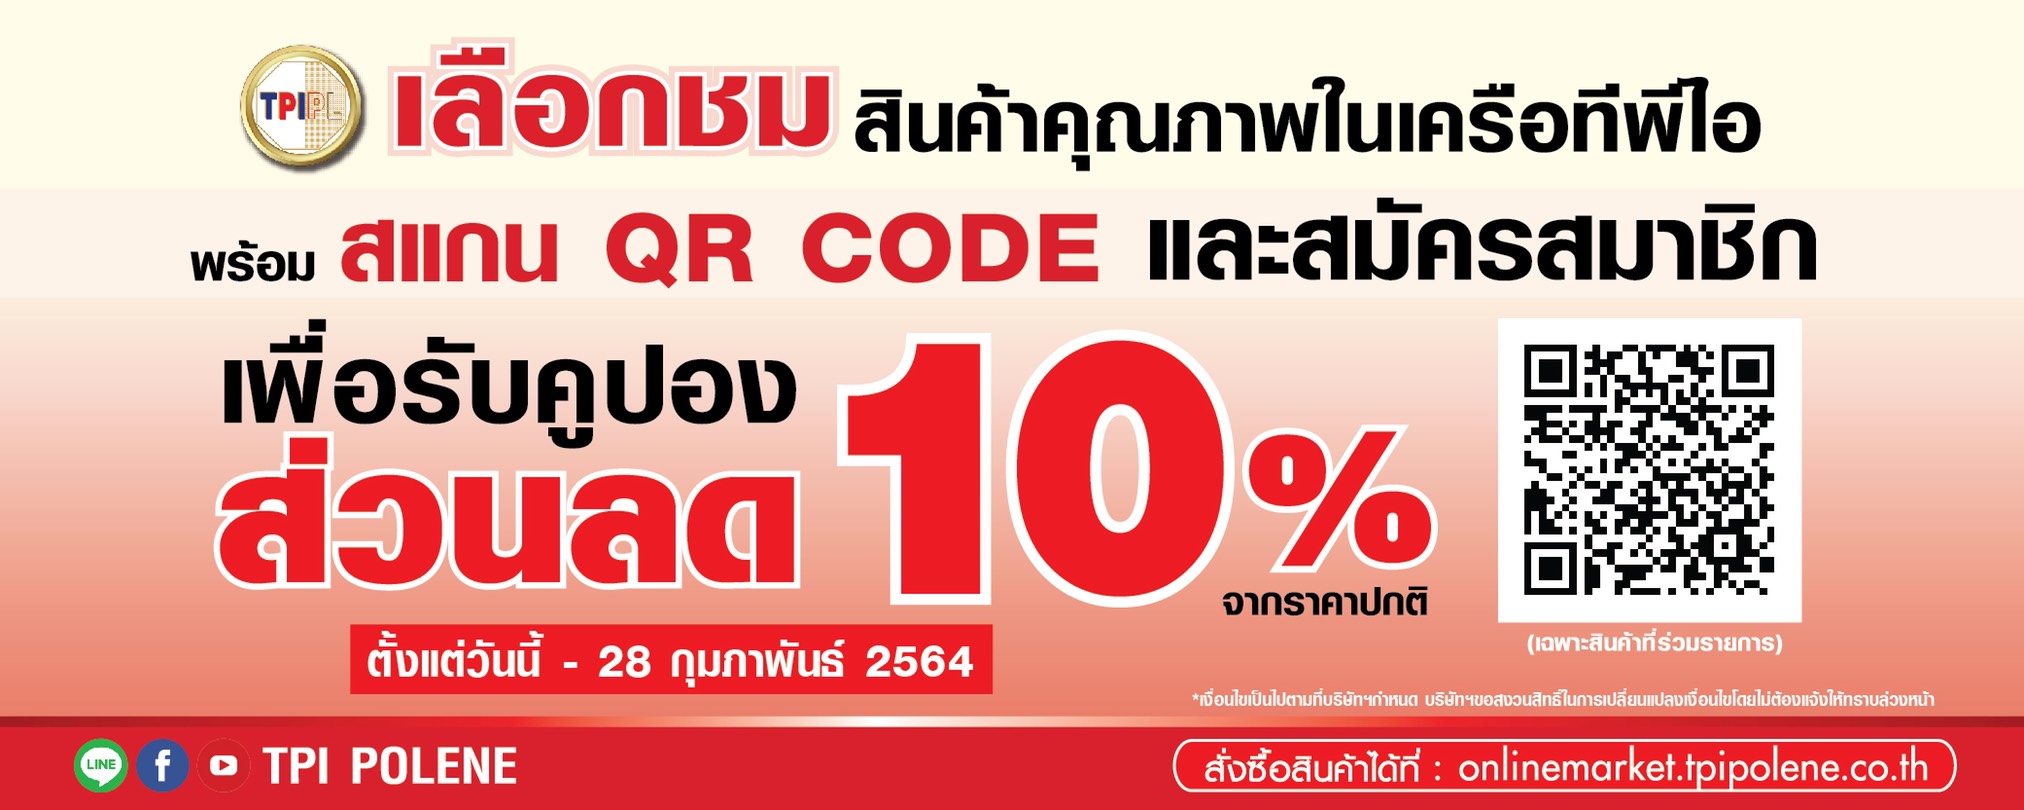 TPIPL
เลือกชม สินค้าคุณภาพในเครือทีพีไอ
พร้อม สแกน QR CODE และสมัครสมาชิก
เพื่อรับคูปอง
ส่วนลด 10%
จากราคาปกติ
(เฉพาะสินค้าที่ร่วมรายการ)
ตั้งแต่วันนี้ - 28 กุมภาพันธ์ 2564
*เงื่อนไขเป็นไปตามที่บริษัทฯกำหนด บริษัทฯขอสงวนสิทธิ์ในการเปลี่ยนแปลงเงื่อนไขโดยไม่ต้องแจ้งให้ทราบล่วงหน้า
LINE f TPI POLENE
สั่งซื้อสินค้าได้ที่ : onlinemarket.tpipolene.co.th